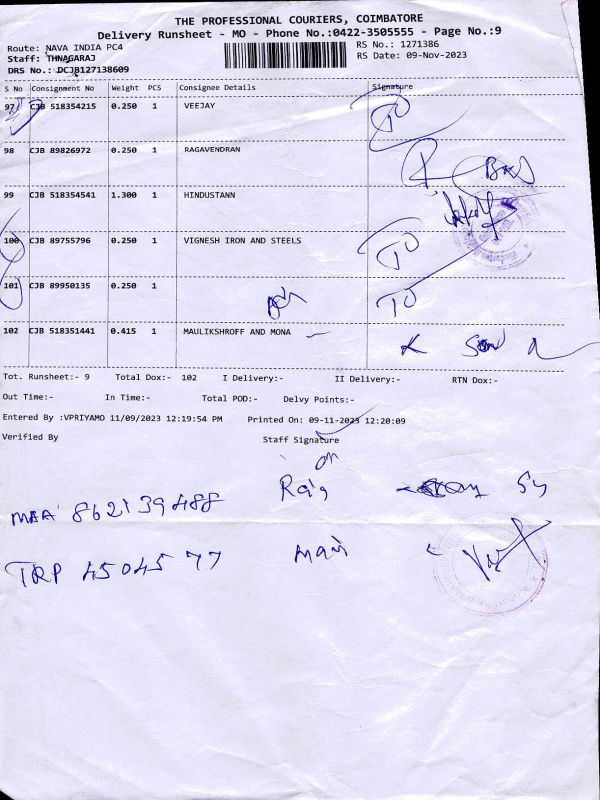 THE PROFESSIONAL COURIERS, COIMBATORE
Delivery Runsheet - MO - Phone No.:0422-3505555 - Page No.:9
Route: NAVA INDIA PC4
RS No.: 1271386
Staff: THNAGARAJ
RS Date: 09-Nov-2023
DRS No.: DCJB127138609
S No Consignment No Weight PCS Consignee Details Signature
97 CJB 518354215 0.250 1 VEEJAY TO
98 CJB 89826972 0.250 1 RAGAVENDRAN
99 CJB 518354541 1.300 1 HINDUSTANN
100 CJB 89755796 0.250 1 VIGNESH IRON AND STEELS TO
101 CJB 89950135 0.250 1 TO
102 CJB 518351441 0.415 1 MAULIKSHROFF AND MONA
Tot. Runsheet:- 9 Total Dox:- 102 I Delivery:- II Delivery:- RTN Dox:-
Out Time:- In Time:- Total POD:- Delvy Points:-
Entered By :VPRIYAMO 11/09/2023 12:19:54 PM Printed On: 09-11-2023 12:20:09
Verified By Staff Signature
MAA 862139488
TRP 4504577 Mani